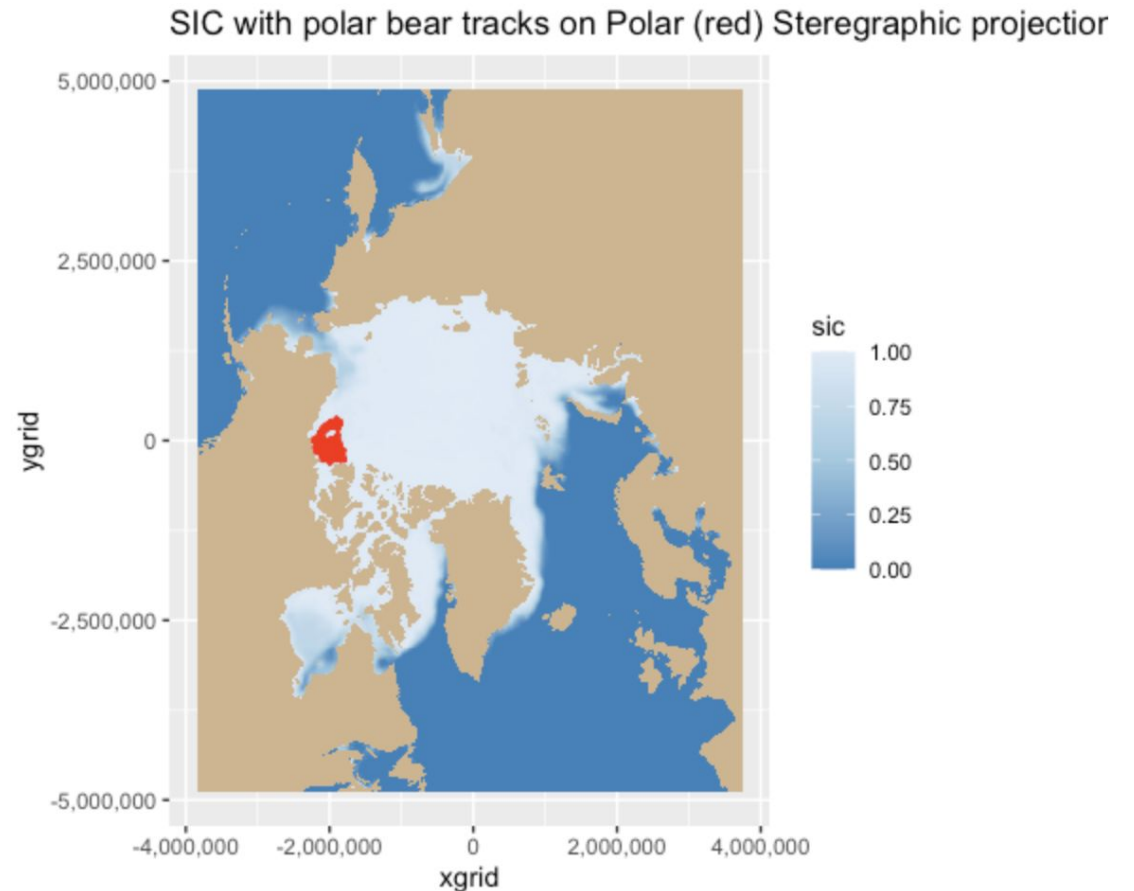 SIC with polar bear tracks on Polar (red) Steregraphic projection
5,000,000
2,500,000
0
-2,500,000
-5,000,000
ygrid
-4,000,000 -2,000,000 0 2,000,000 4,000,000
xgrid
sic
1.00
0.75
0.50
0.25
0.00